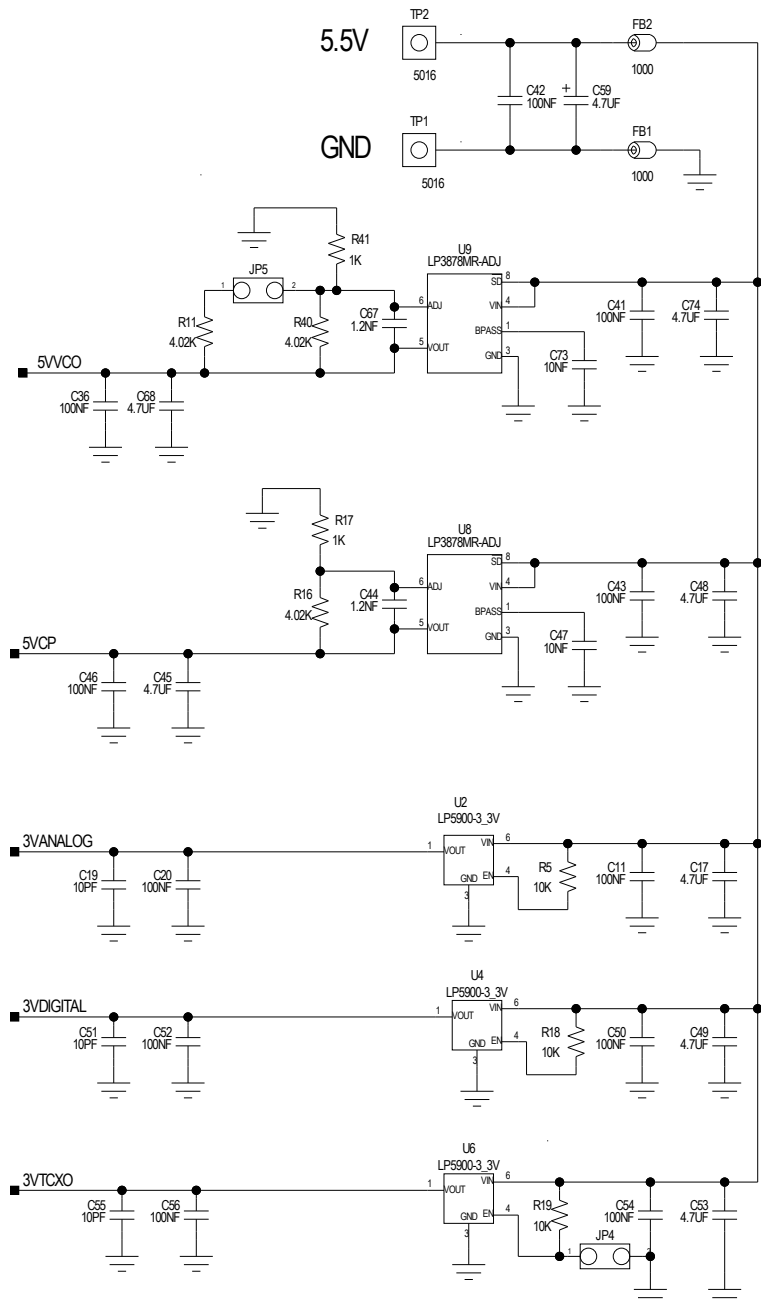 TP2
5.5V
5016
FB2
1000
C42
100NF
+
C59
4.7UF
TP1
GND
5016
FB1
1000
R41
1K
JP5
1
2
R11
4.02K
R40
4.02K
C67
1.2NF
U9
LP3878MR-ADJ
6
ADJ
5
VOUT
SD
8
VIN
4
BPASS
1
GND
3
C73
10NF
C41
100NF
C74
4.7UF
5VVCO
C36
100NF
C68
4.7UF
R17
1K
R16
4.02K
C44
1.2NF
U8
LP3878MR-ADJ
6
ADJ
5
VOUT
SD
8
VIN
4
BPASS
1
GND
3
C47
10NF
C43
100NF
C48
4.7UF
5VCP
C46
100NF
C45
4.7UF
U2
LP5900-3_3V
3VANALOG
1
VOUT
VIN
6
GND
EN
4
3
R5
10K
C19
10PF
C20
100NF
C11
100NF
C17
4.7UF
U4
LP5900-3_3V
3VDIGITAL
1
VOUT
VIN
6
GND
EN
4
3
R18
10K
C51
10PF
C52
100NF
C50
100NF
C49
4.7UF
U6
LP5900-3_3V
3VTCXO
1
VOUT
VIN
6
GND
EN
4
3
R19
10K
C55
10PF
C56
100NF
C54
100NF
C53
4.7UF
JP4
1